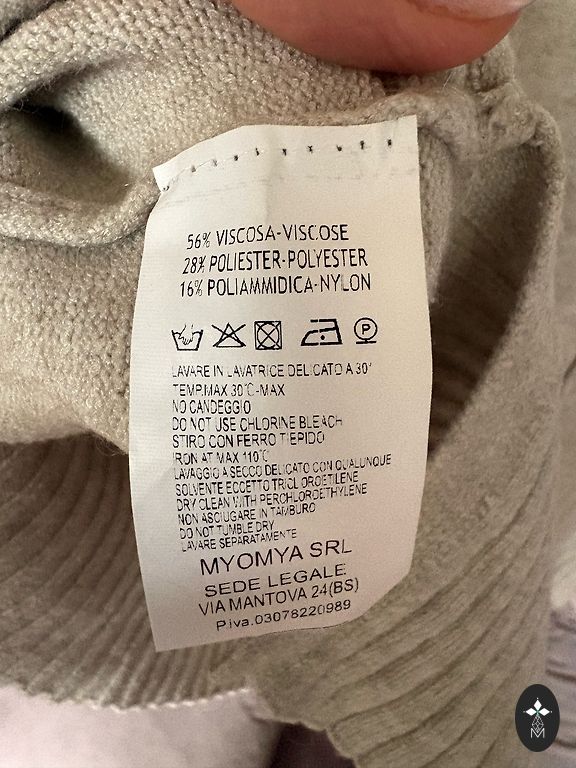 56% VISCOSA-VISCOSE
28% POLIESTER-POLYESTER
16% POLIAMMIDICA-NYLON
P
LAVARE IN LAVATRICE DELICATO A 30°
TEMP.MAX 30°C-MAX
NO CANDEGGIO
DO NOT USE CHLORINE BLEACH
STIRO CON FERRO TIEPIDO
IRON AT MAX 110°C
LAVAGGIO A SECCO DELICATO CON QUALUNQUE
SOLVENTE ECCETTO TRICLOROETILENE
DRY CLEAN WITH PERCHLOROETHYLENE
NON ASCIUGARE IN TAMBURO
DO NOT TUMBLE DRY
LAVARE SEPARATAMENTE
MYOMYA SRL
SEDE LEGALE:
VIA MANTOVA 24(BS)
P.iva.03078220989
M